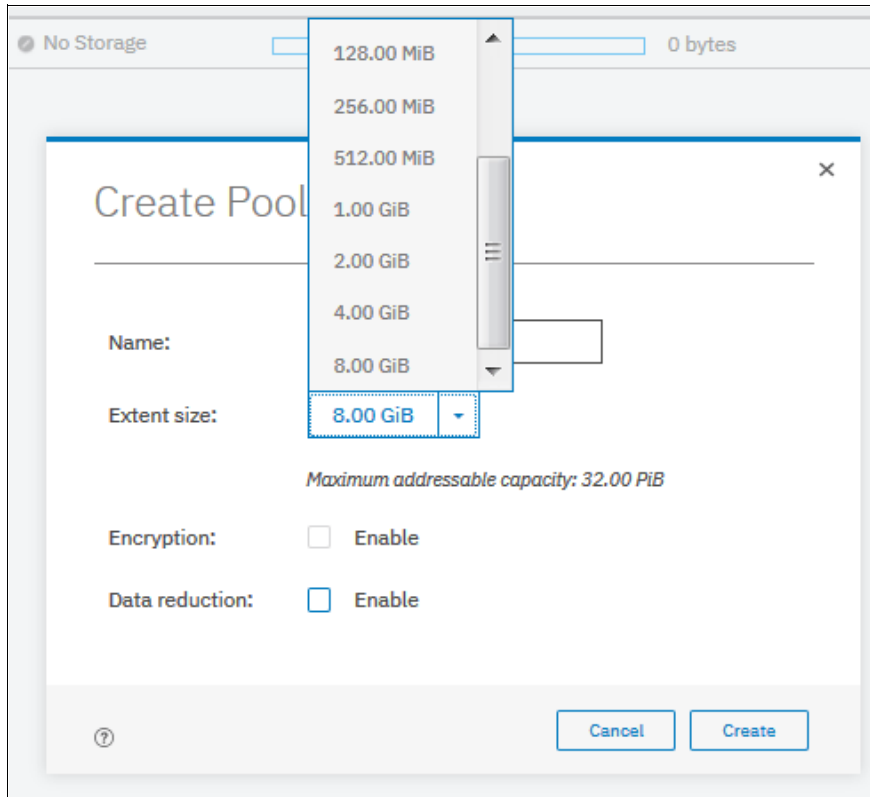 No Storage
0 bytes
128.00 MiB
256.00 MiB
512.00 MiB
1.00 GiB
2.00 GiB
4.00 GiB
8.00 GiB
Create Pool
Name:
Extent size:
8.00 GiB
Maximum addressable capacity: 32.00 PiB
Encryption:
Enable
Data reduction:
Enable
Cancel
Create